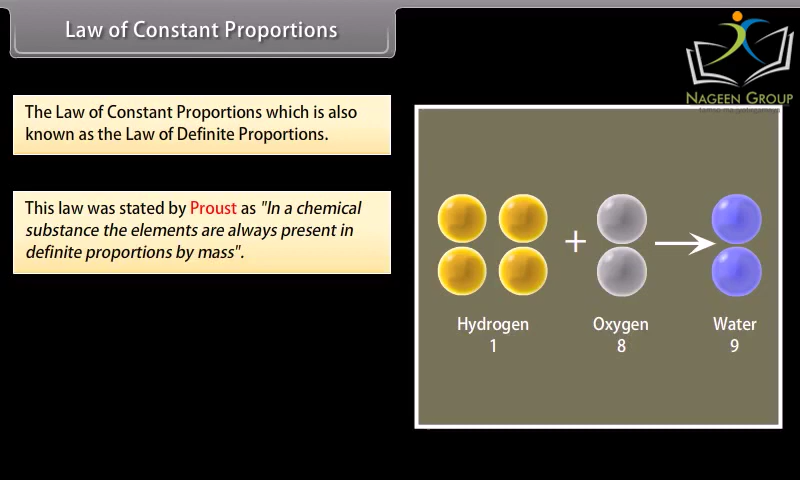 Law of Constant Proportions
NAGEEN GROUP
The Law of Constant Proportions which is also
known as the Law of Definite Proportions.
This law was stated by Proust as "In a chemical
substance the elements are always present in
definite proportions by mass".
+
Hydrogen Oxygen Water
1 8 9